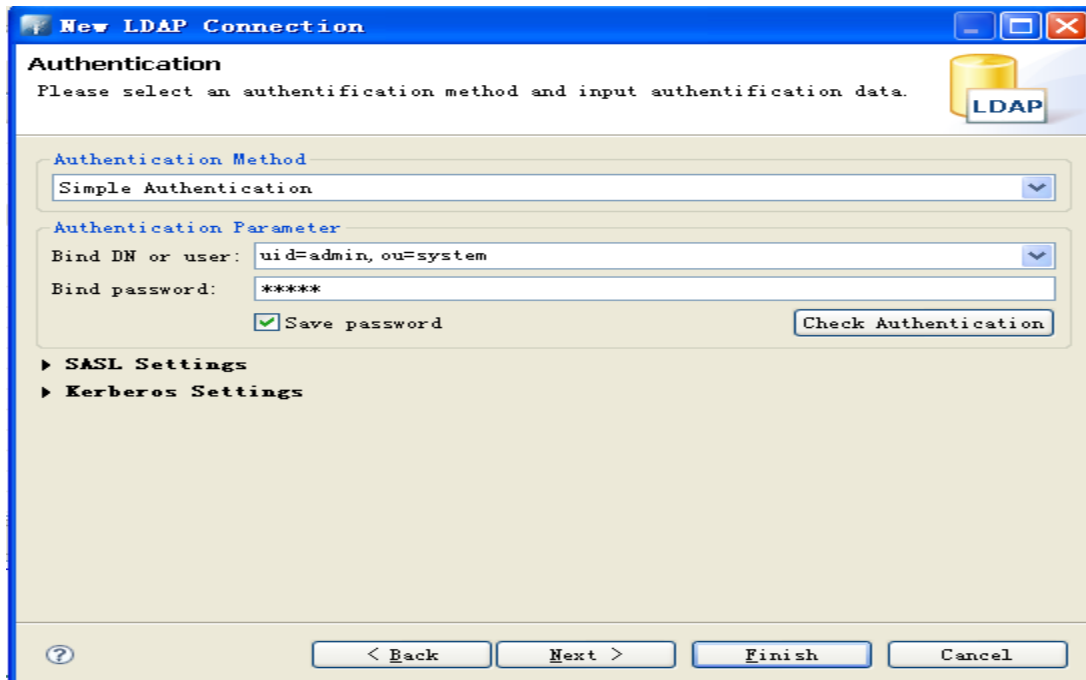 New LDAP Connection
Authentication
Please select an authentification method and input authentification data.
LDAP
Authentication Method
Simple Authentication
Authentication Parameter
Bind DN or user: uid=admin,ou=system
Bind password: *****
Save password Check Authentication
SASL Settings
Kerberos Settings
? < Back Next > Finish Cancel